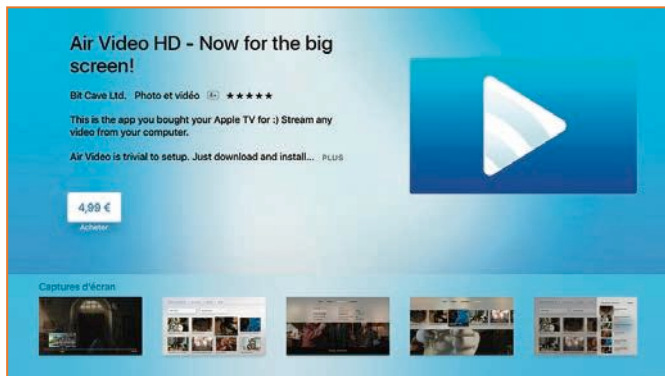 Air Video HD - Now for the big
screen!
Bit Cave Ltd. Photo et vidéo 4+ ★★★★★
This is the app you bought your Apple TV for :) Stream any
video from your computer.
Air Video is trivial to setup. Just download and install... PLUS
4,99 €
Acheter
Captures d'écran